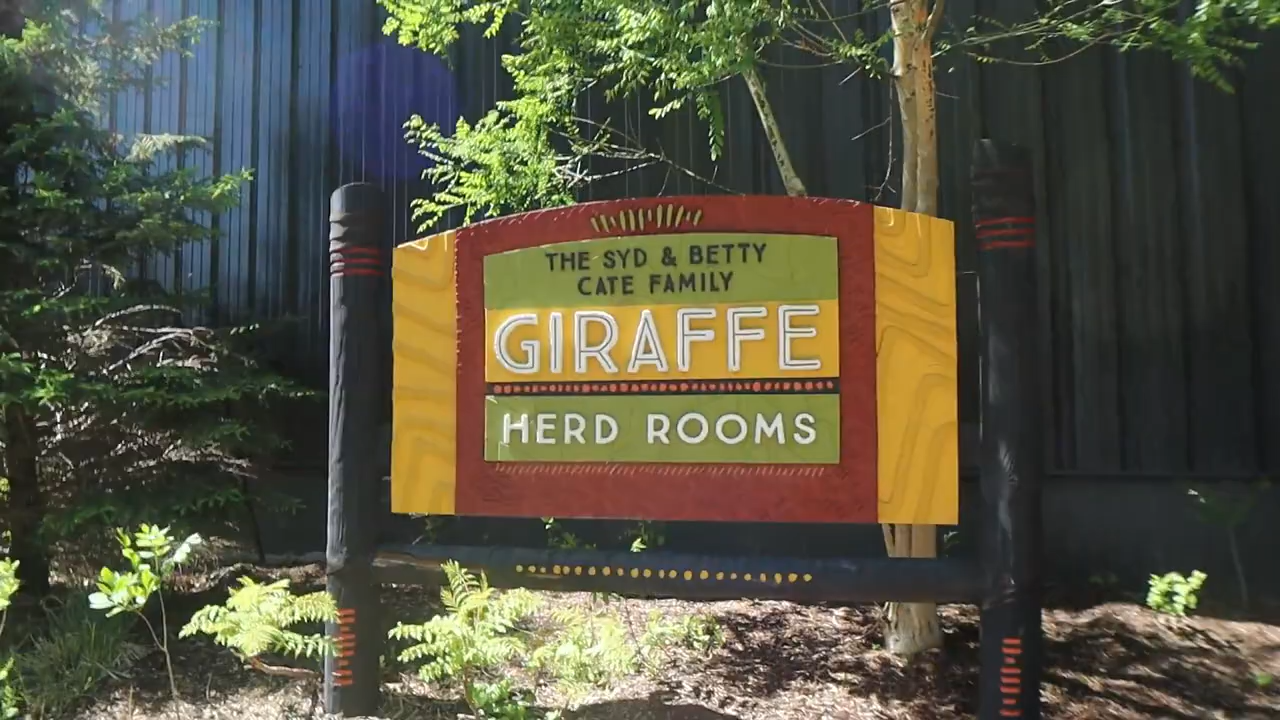 THE SYD & BETTY
CATE FAMILY
GIRAFFE
HERD ROOMS